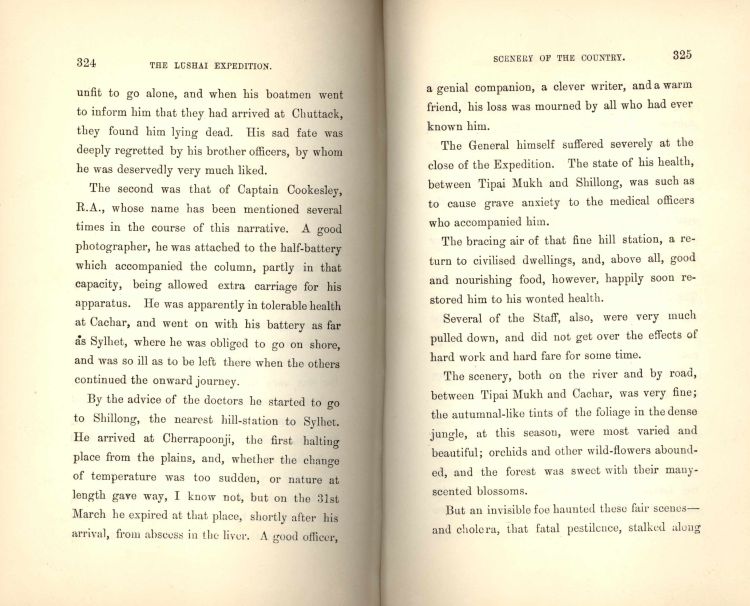 324
THE LUSHAI EXPEDITION.
unfit to go alone, and when his boatmen went
to inform him that they had arrived at Chuttack,
they found him lying dead. His sad fate was
deeply regretted by his brother officers, by whom
he was deservedly very much liked.
The second was that of Captain Cookesley,
R.A., whose name has been mentioned several
times in the course of this narrative. A good
photographer, he was attached to the half-battery
which accompanied the column, partly in that
capacity, being allowed extra carriage for his
apparatus. He was apparently in tolerable health
at Cachar, and went on with his battery as far
as Sylhet, where he was obliged to go on shore,
and was so ill as to be left there when the others
continued the onward journey.
By the advice of the doctors he started to go
to Shillong, the nearest hill-station to Sylhet.
He arrived at Cherrapoonji, the first halting
place from the plains, and, whether the change
of temperature was too sudden, or nature at
length gave way, I know not, but on the 31st
March he expired at that place, shortly after his
arrival, from abscess in the liver. A good officer,
SCENERY OF THE COUNTRY.
325
a genial companion, a clever writer, and a warm
friend, his loss was mourned by all who had ever
known him.
The General himself suffered severely at the
close of the Expedition. The state of his health,
between Tipai Mukh and Shillong, was such as
to cause grave anxiety to the medical officers
who accompanied him.
The bracing air of that fine hill station, a re-
turn to civilised dwellings, and, above all, good
and nourishing food, however, happily soon re-
stored him to his wonted health.
Several of the Staff, also, were very much
pulled down, and did not get over the effects of
hard work and hard fare for some time.
The scenery, both on the river and by road,
between Tipai Mukh and Cachar, was very fine;
the autumnal-like tints of the foliage in the dense
jungle, at this season, were most varied and
beautiful; orchids and other wild-flowers abound-
ed, and the forest was sweet with their many-
scented blossoms.
But an invisible foe haunted these fair scenes—
and cholera, that fatal pestilence, stalked along